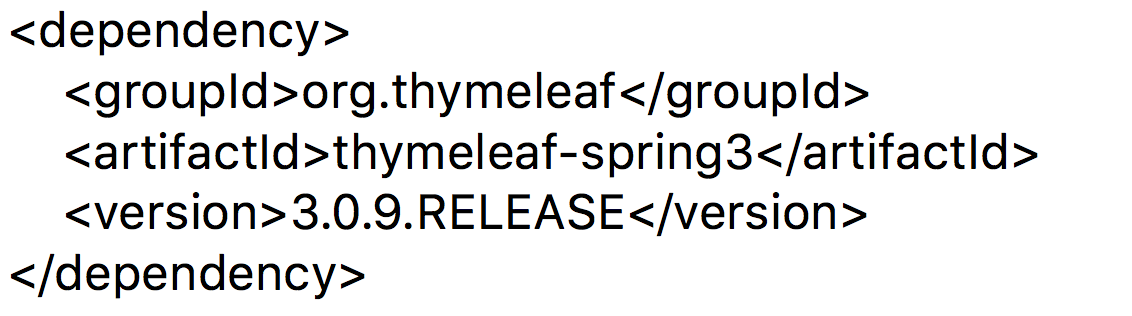 <dependency>
    <groupId>org.thymeleaf</groupId>
    <artifactId>thymeleaf-spring3</artifactId>
    <version>3.0.9.RELEASE</version>
</dependency>